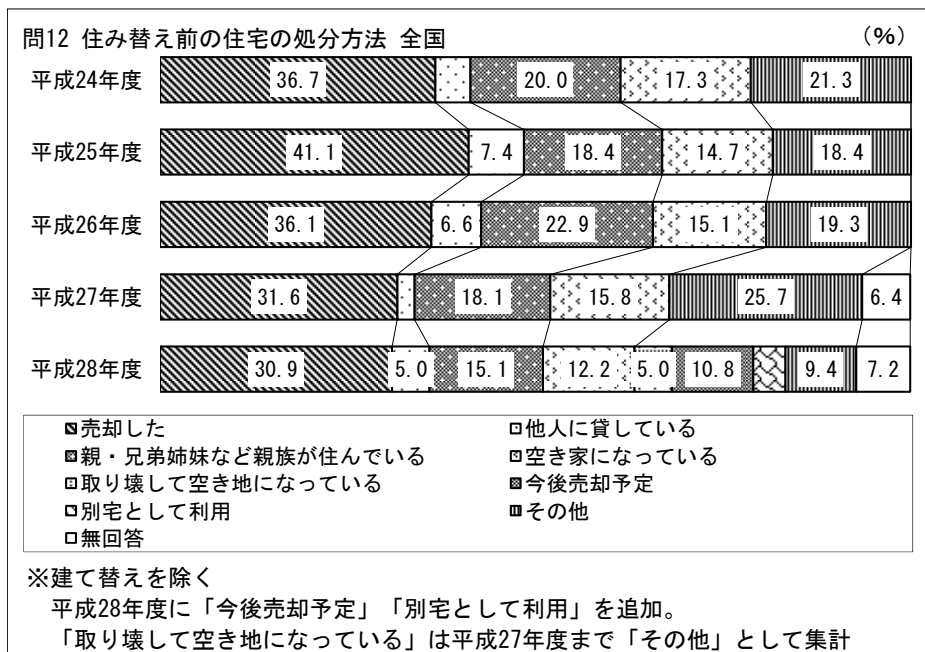 問12 住み替え前の住宅の処分方法 全国 (%)
平成24年度 36.7 20.0 17.3 21.3
平成25年度 41.1 7.4 18.4 14.7 18.4
平成26年度 36.1 6.6 22.9 15.1 19.3
平成27年度 31.6 18.1 15.8 25.7 6.4
平成28年度 30.9 5.0 15.1 12.2 5.0 10.8 9.4 7.2
売却した 他人に貸している
親・兄弟姉妹など親族が住んでいる 空き家になっている
取り壊して空き地になっている 今後売却予定
別宅として利用 その他
無回答
※建て替えを除く
平成28年度に「今後売却予定」「別宅として利用」を追加。
「取り壊して空き地になっている」は平成27年度まで「その他」として集計